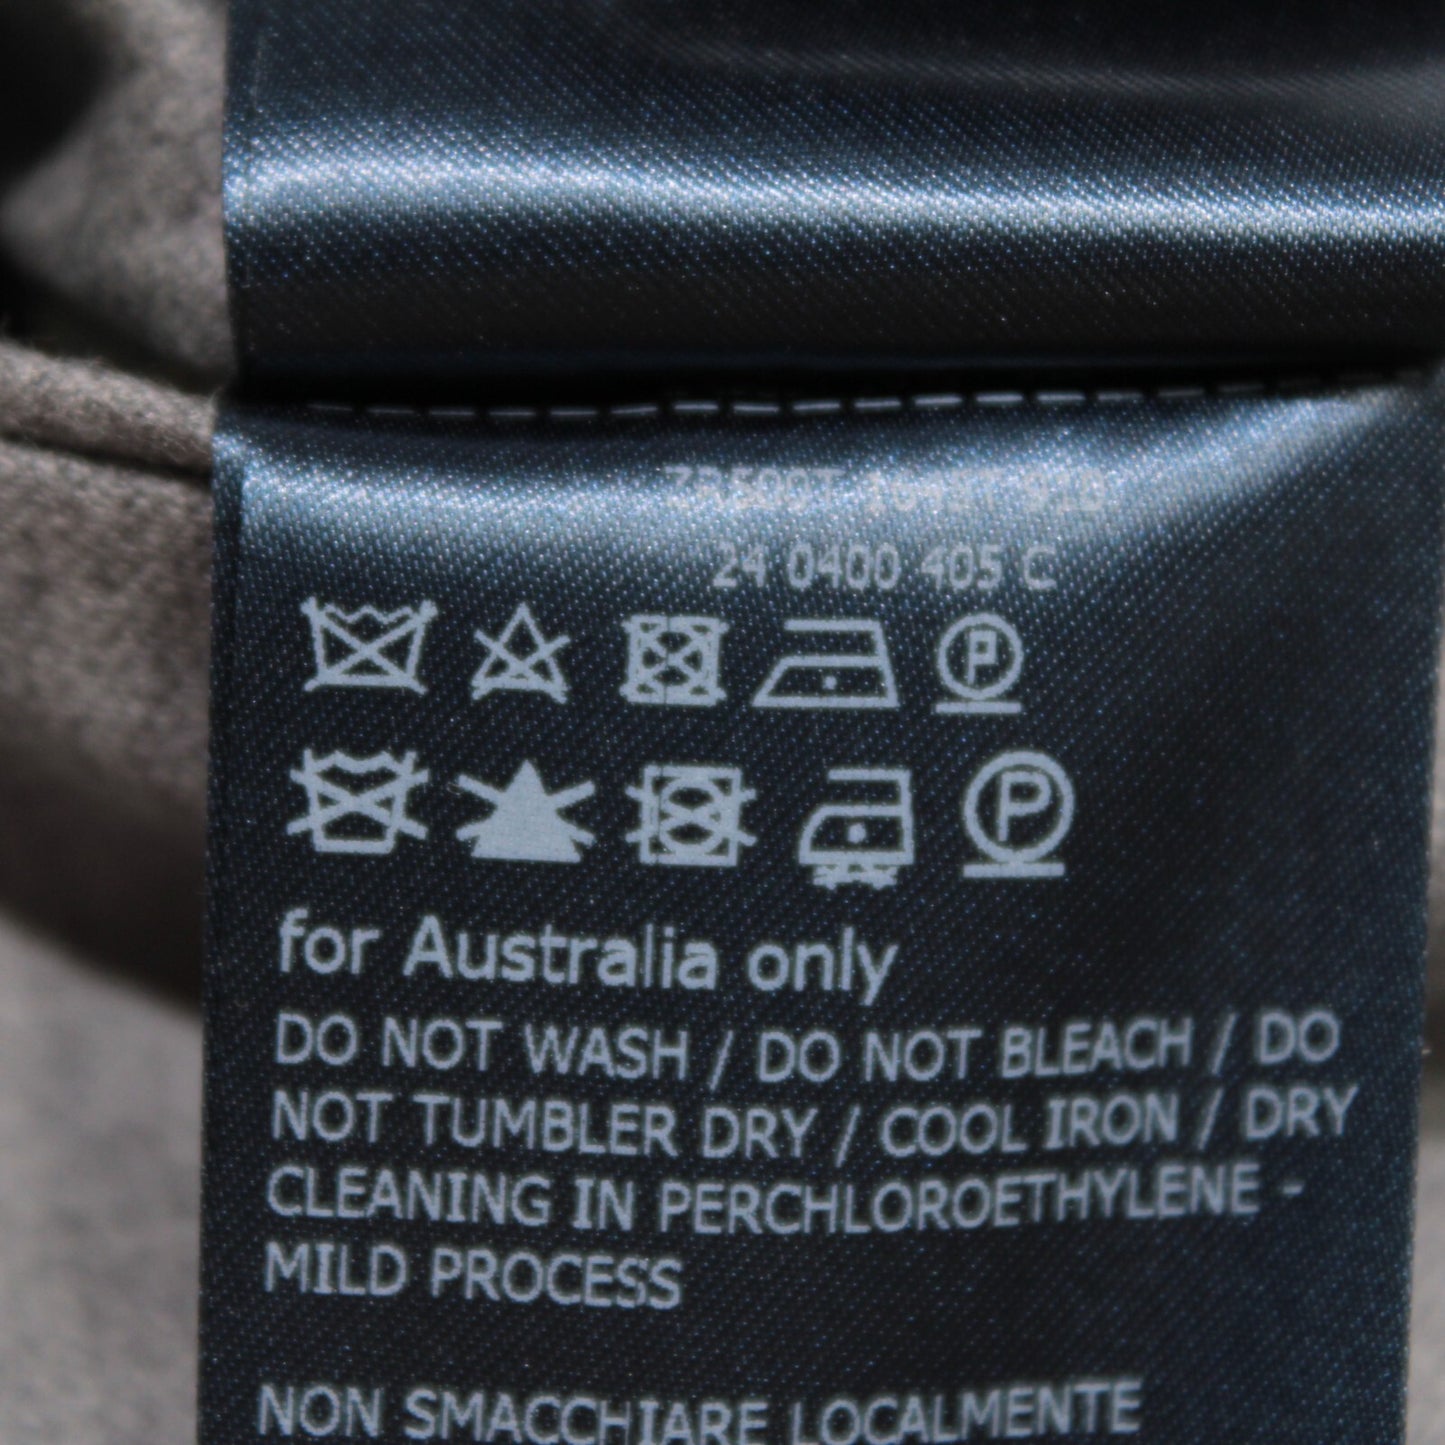 24 0400 405 C
P
P
for Australia only
DO NOT WASH / DO NOT BLEACH / DO
NOT TUMBLER DRY / COOL IRON / DRY
CLEANING IN PERCHLOROETHYLENE -
MILD PROCESS
NON SMACCHIARE LOCALMENTE